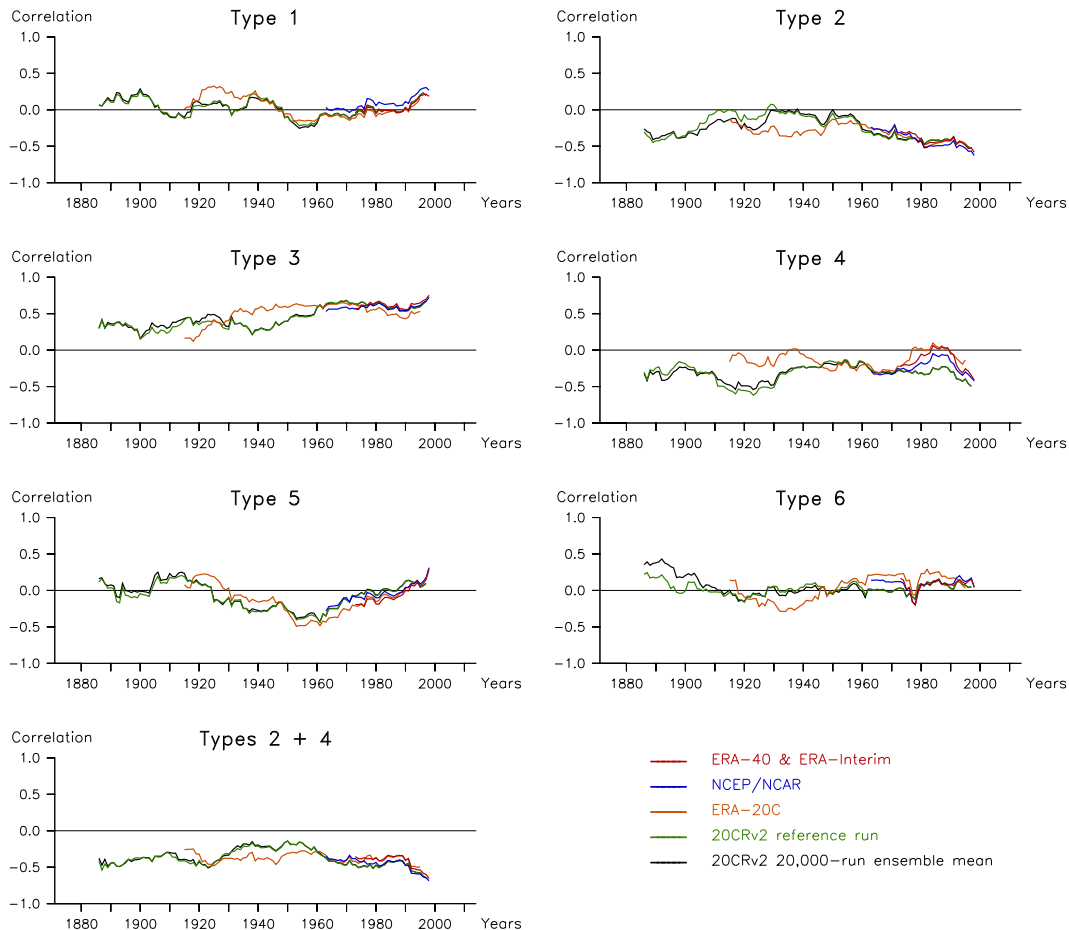 Correlation
Type 1
1.0
0.5
0.0
−0.5
−1.0
1880 1900 1920 1940 1960 1980 2000 Years
Correlation
Type 2
1.0
0.5
0.0
−0.5
−1.0
1880 1900 1920 1940 1960 1980 2000 Years
Correlation
Type 3
1.0
0.5
0.0
−0.5
−1.0
1880 1900 1920 1940 1960 1980 2000 Years
Correlation
Type 4
1.0
0.5
0.0
−0.5
−1.0
1880 1900 1920 1940 1960 1980 2000 Years
Correlation
Type 5
1.0
0.5
0.0
−0.5
−1.0
1880 1900 1920 1940 1960 1980 2000 Years
Correlation
Type 6
1.0
0.5
0.0
−0.5
−1.0
1880 1900 1920 1940 1960 1980 2000 Years
Correlation
Types 2 + 4
1.0
0.5
0.0
−0.5
−1.0
1880 1900 1920 1940 1960 1980 2000 Years
ERA−40 & ERA−Interim
NCEP/NCAR
ERA−20C
20CRv2 reference run
20CRv2 20,000−run ensemble mean